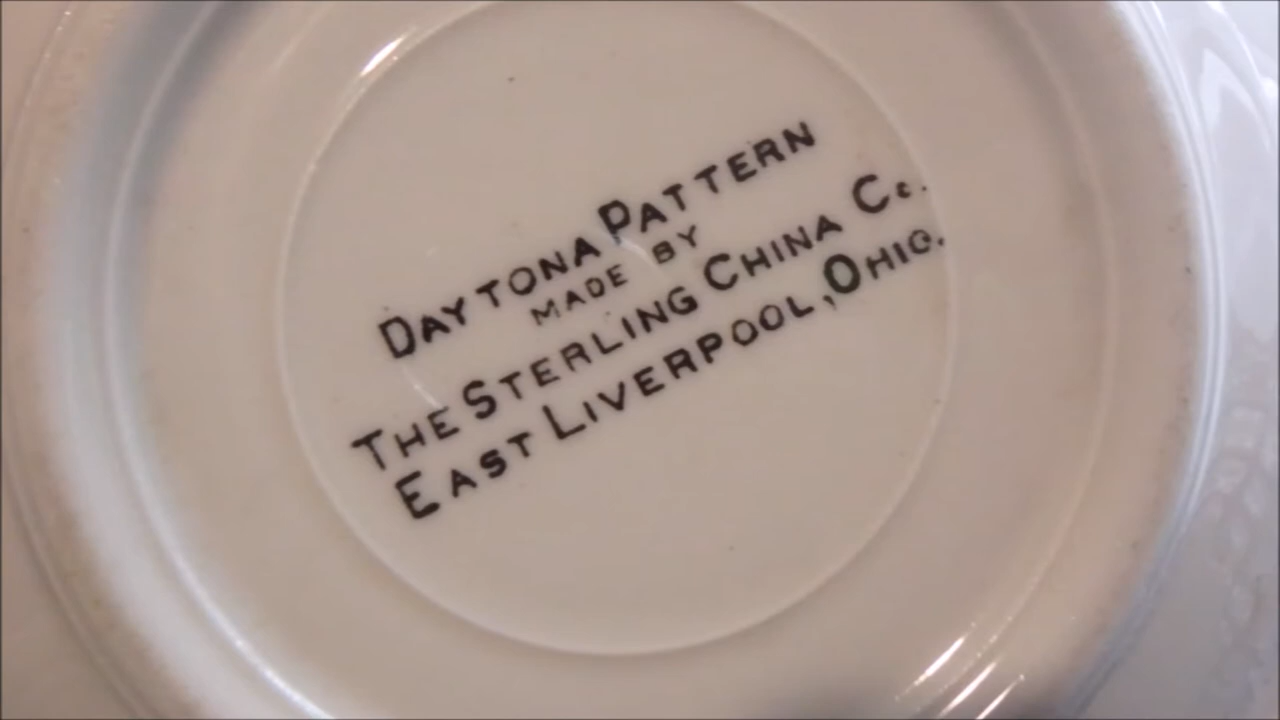 DAYTONA PATTERN
MADE BY
THE STERLING CHINA Co.
EAST LIVERPOOL, OHIO.